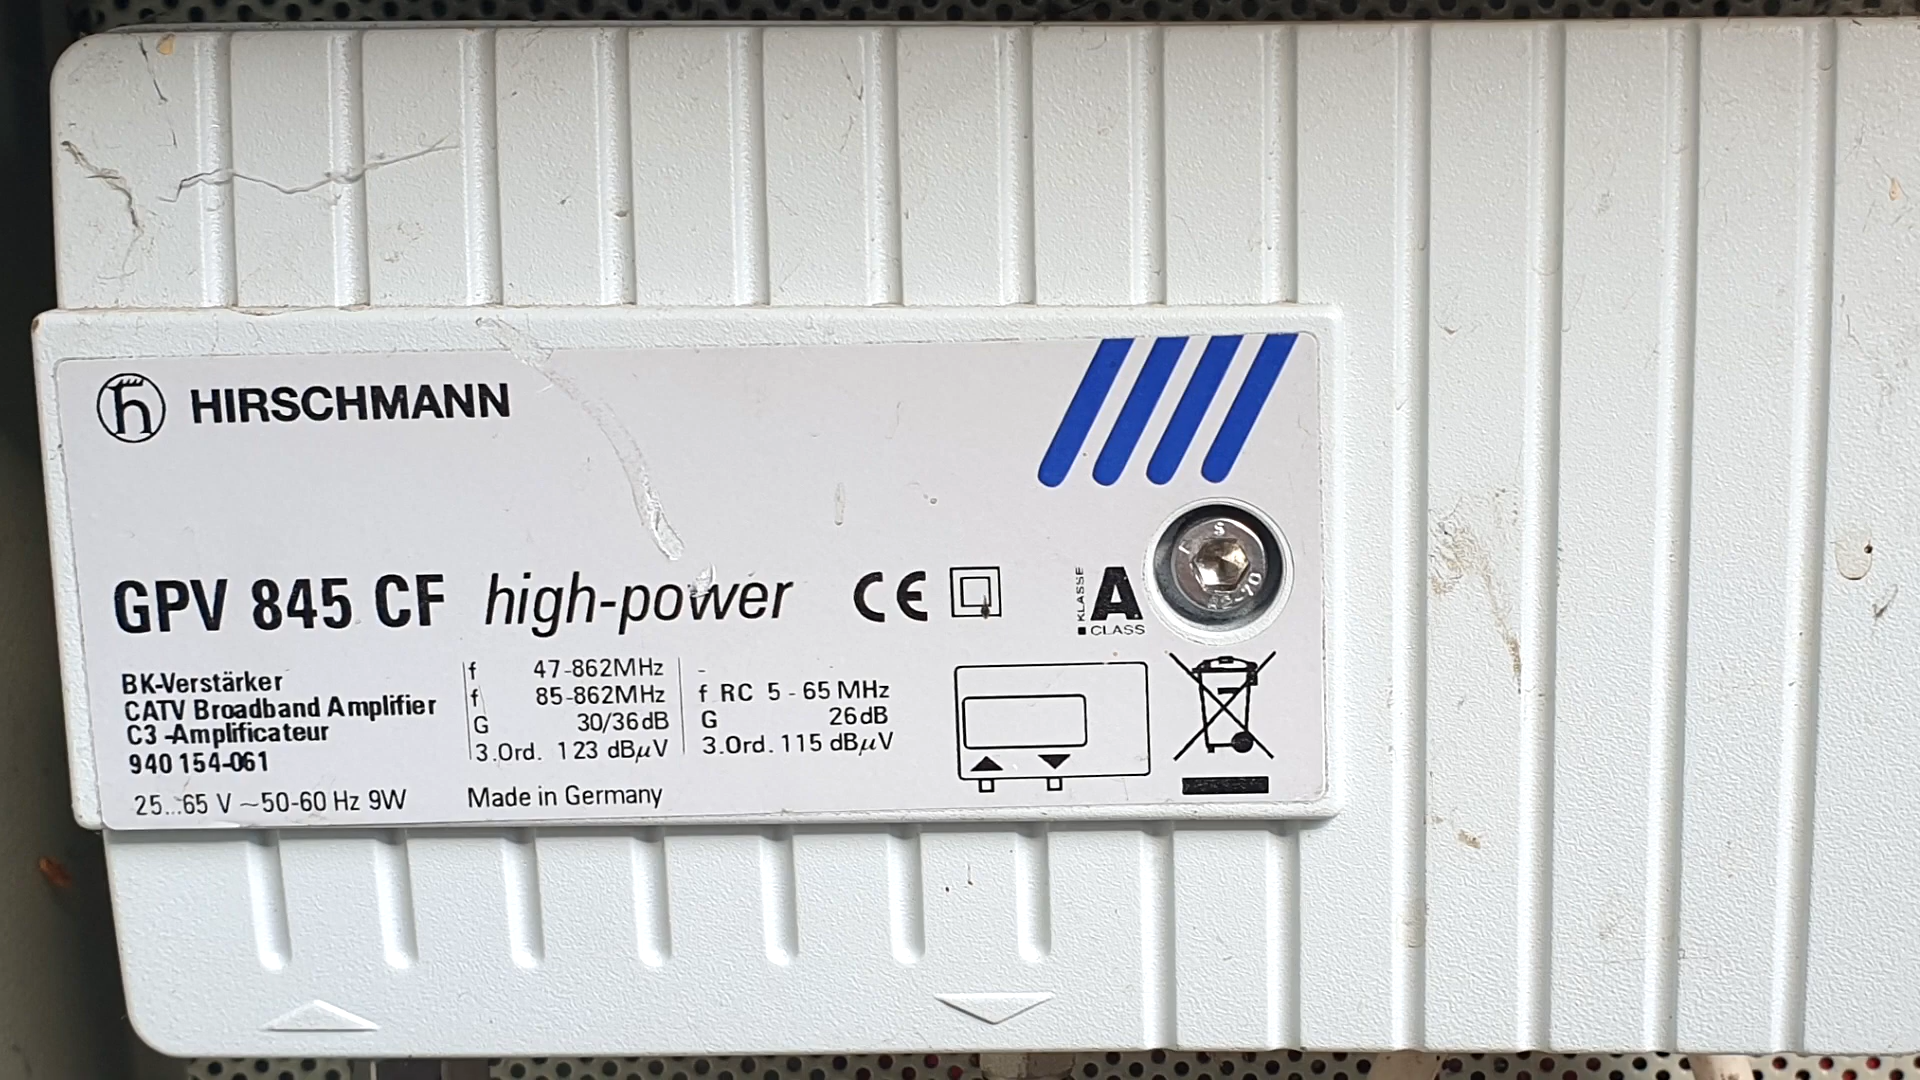 HIRSCHMANN
GPV 845 CF high-power CE KLASSE A CLASS
BK-Verstärker
CATV Broadband Amplifier
C3-Amplificateur
940 154-061
25...65 V ~50-60 Hz 9W
f 47-862MHz -
f 85-862MHz f RC 5 - 65 MHz
G 30/36dB G 26dB
3.Ord. 123 dBµV 3.Ord. 115 dBµV
Made in Germany